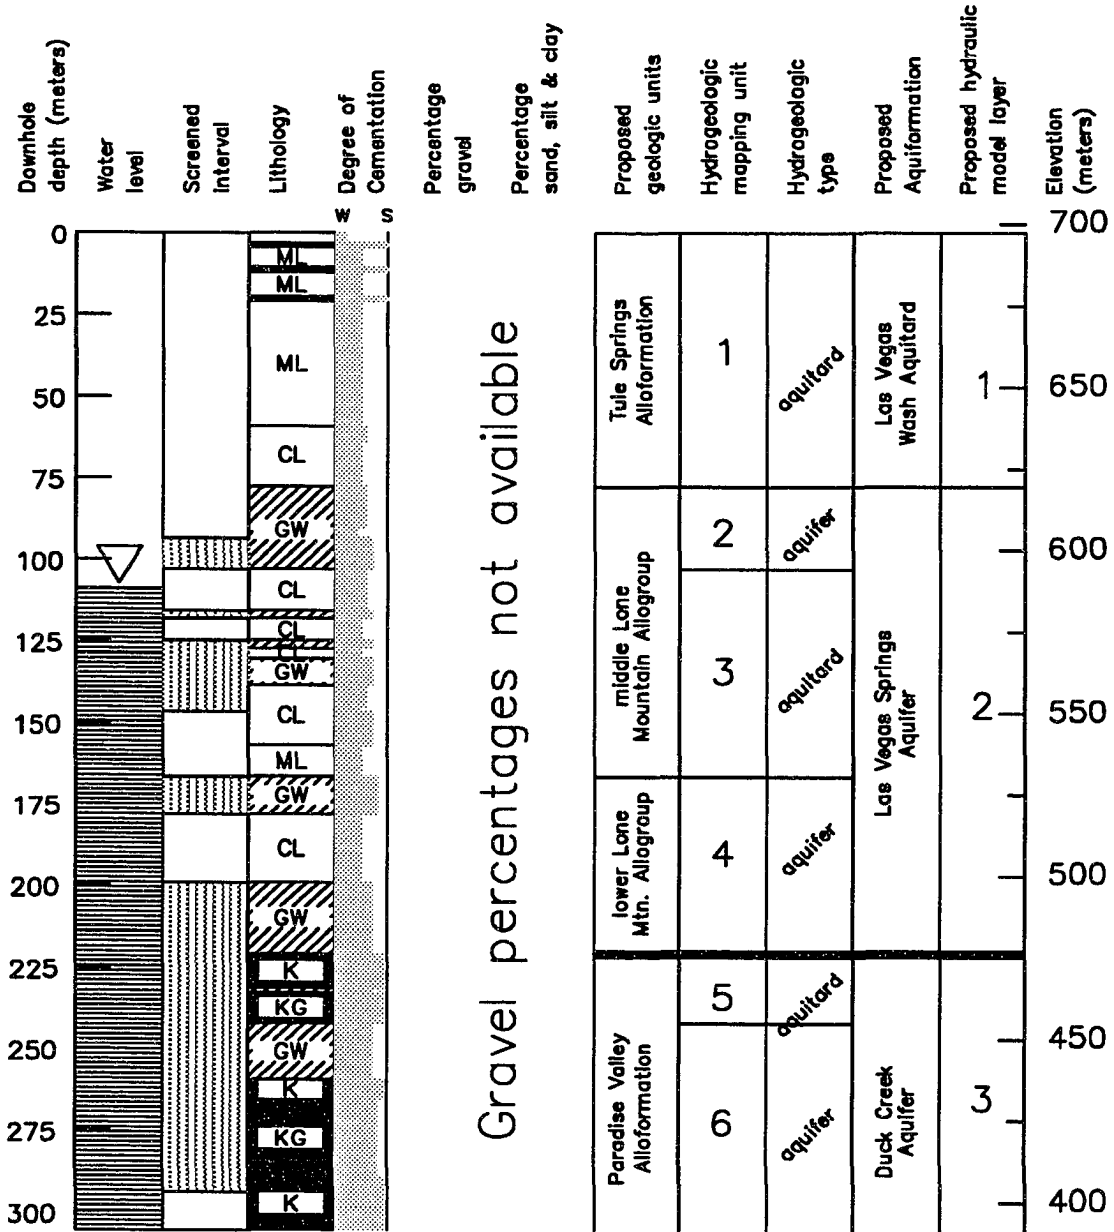 Downhole
depth (meters)
Water
level
Screened
Interval
Lithology
Degree of
Cementation
Percentage
gravel
Percentage
sand, silt & clay
Proposed
geologic units
Hydrogeologic
mapping unit
Hydrogeologic
type
Proposed
Aquiformation
Proposed hydraulic
model layer
Elevation
(meters)
W S
0
25
50
75
100
125
150
175
200
225
250
275
300
ML
ML
ML
CL
GW
CL
CL
CL
GW
CL
ML
GW
CL
GW
K
KG
GW
K
KG
K
Gravel percentages not available
Tule Springs
Alloformation
middle Lone
Mountain Allogroup
lower Lone
Mtn. Allogroup
Paradise Valley
Alloformation
1
2
3
4
5
6
aquitard
aquifer
aquitard
aquifer
aquitard
aquifer
Las Vegas
Wash Aquitard
Las Vegas Springs
Aquifer
Duck Creek
Aquifer
1
2
3
700
650
600
550
500
450
400